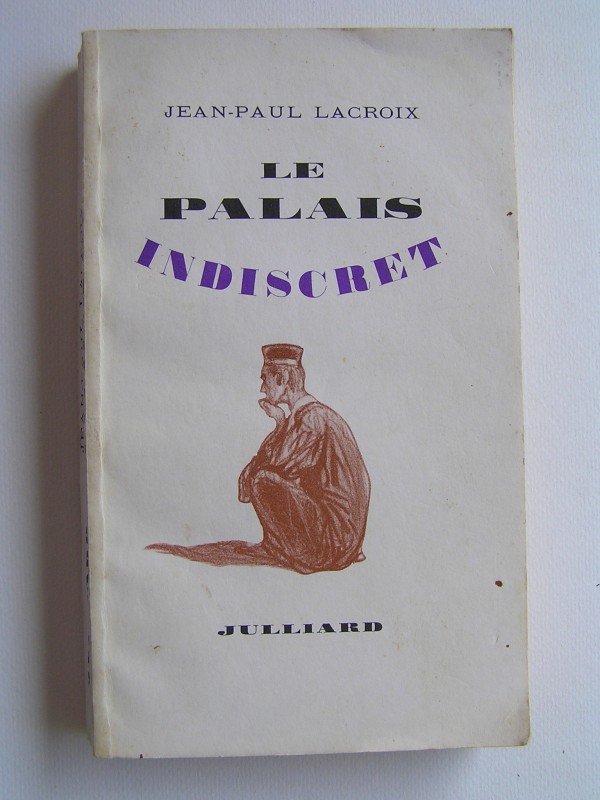 JEAN-PAUL LACROIX
LE
PALAIS
INDISCRET
JULLIARD